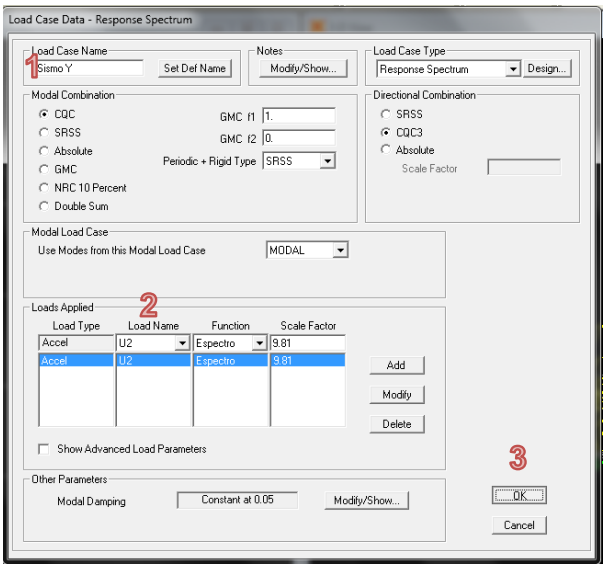 Load Case Data - Response Spectrum
Load Case Name
1
Sismo Y
Set Def Name
Notes
Modify/Show...
Load Case Type
Response Spectrum
Design...
Modal Combination
CQC
SRSS
Absolute
GMC
NRC 10 Percent
Double Sum
GMC f1 1.
GMC f2 0.
Periodic + Rigid Type SRSS
Directional Combination
SRSS
CQC3
Absolute
Scale Factor
Modal Load Case
Use Modes from this Modal Load Case MODAL
2
Loads Applied
Load Type Load Name Function Scale Factor
Accel U2 Espectro 9.81
Accel U2 Espectro 9.81
Add
Modify
Delete
Show Advanced Load Parameters
Other Parameters
Modal Damping Constant at 0.05 Modify/Show...
3
OK
Cancel